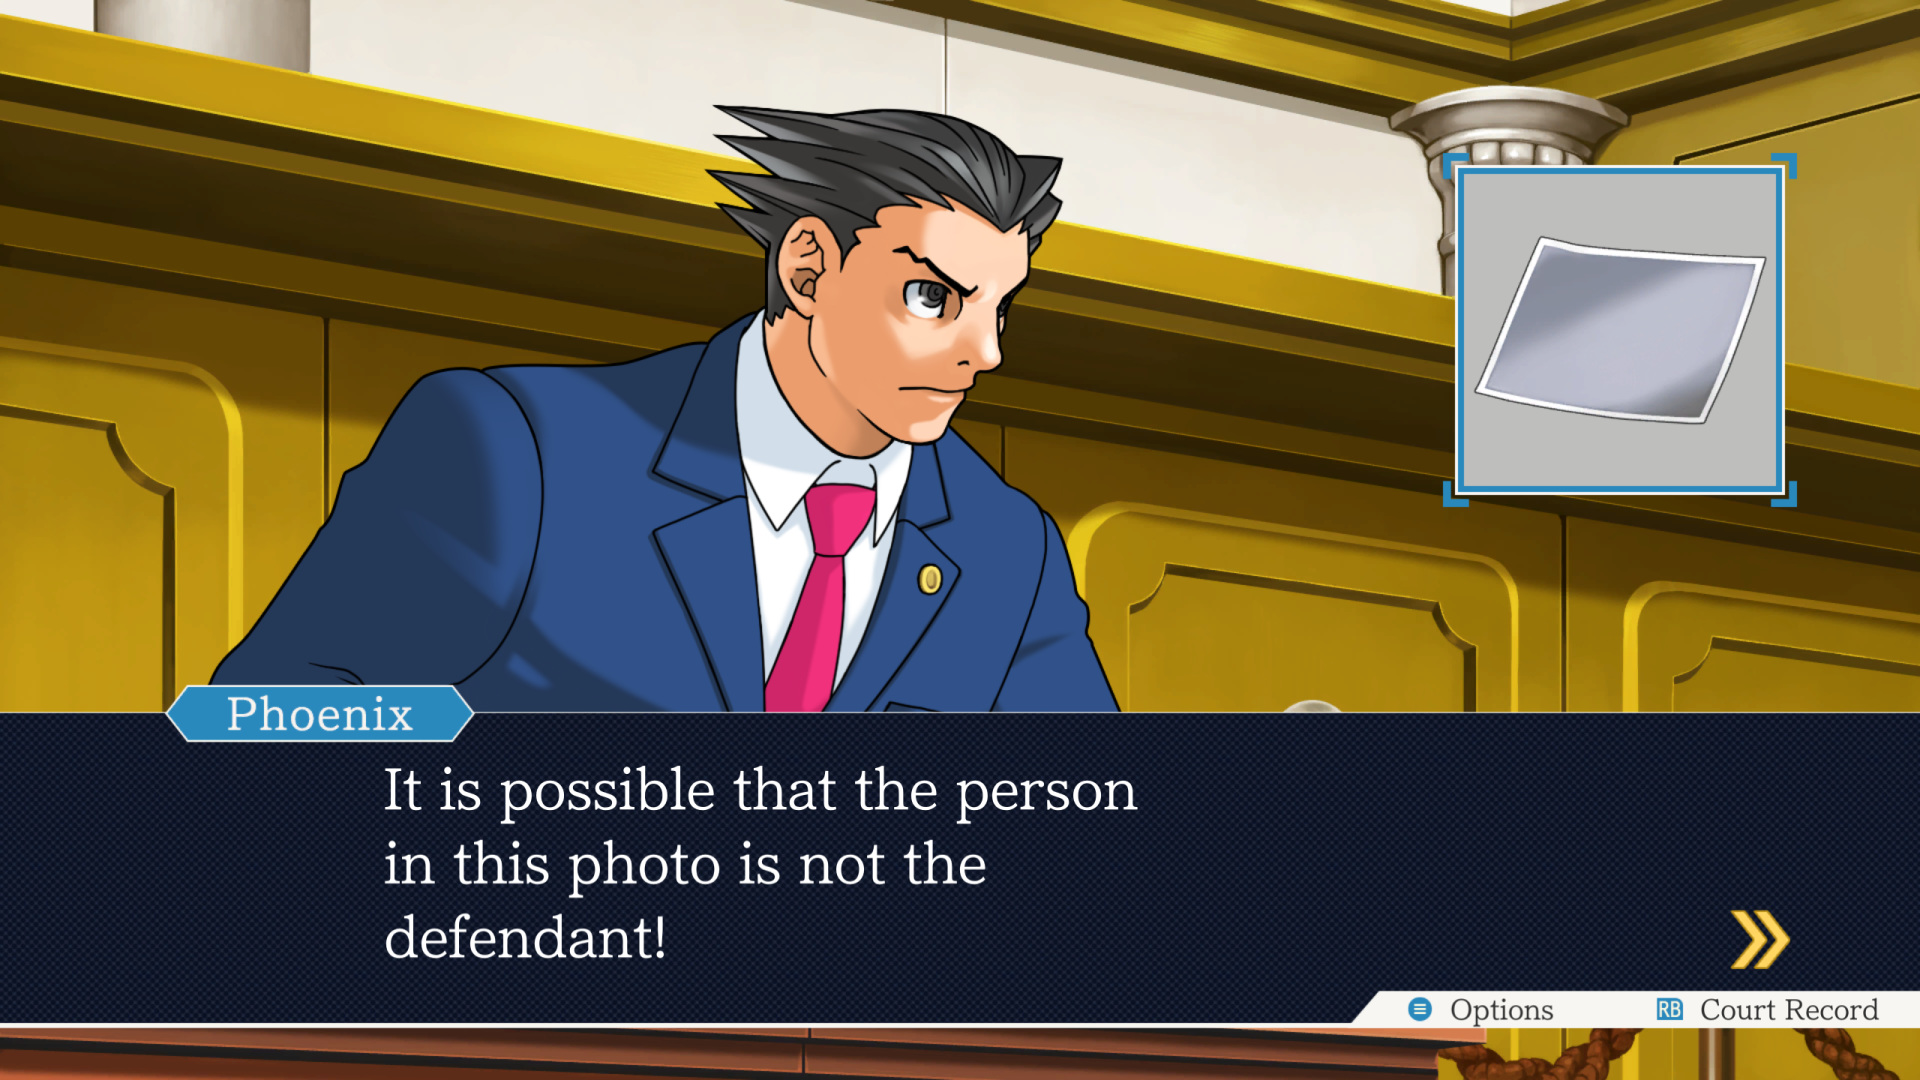 Phoenix
It is possible that the person
in this photo is not the
defendant!
Options
RB Court Record